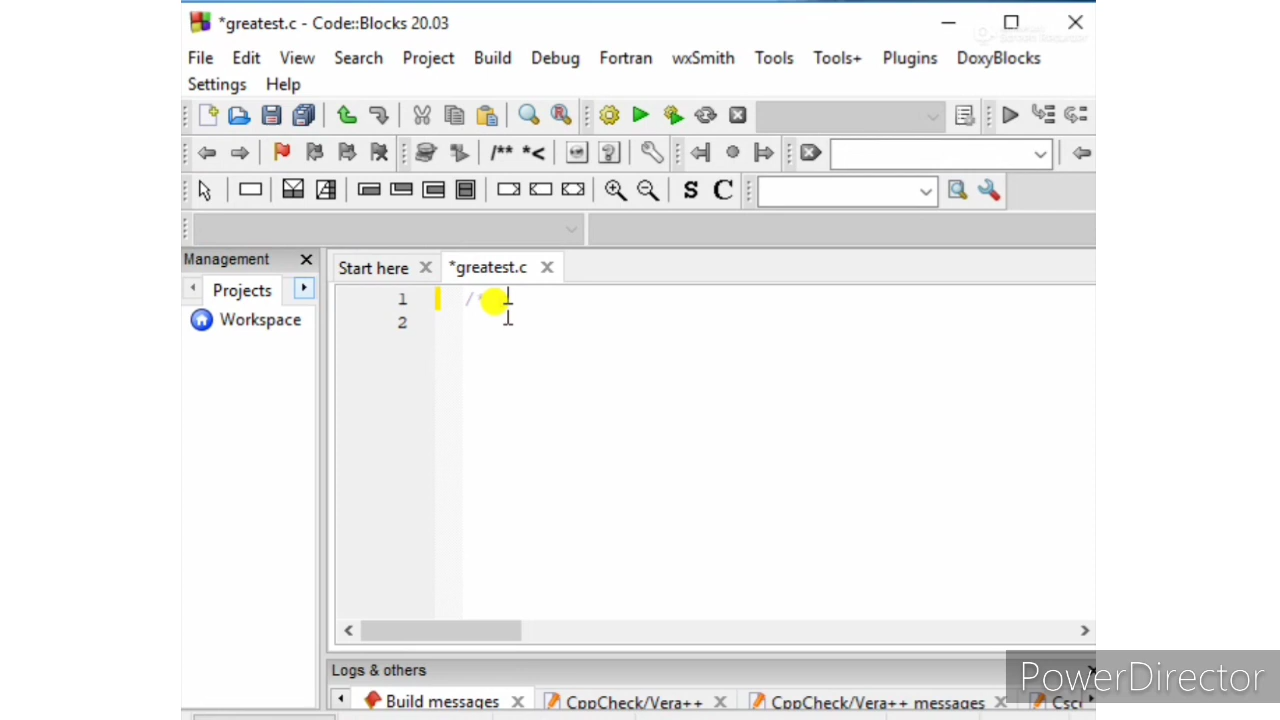 *greatest.c - Code::Blocks 20.03
File Edit View Search Project Build Debug Fortran wxSmith Tools Tools+ Plugins DoxyBlocks
Settings Help
/** *<
S C
Management
Start here *greatest.c
Projects
1 /*
2
Workspace
Logs & others
Build messages CppCheck/Vera++ CppCheck/Vera++ messages Csc
PowerDirector